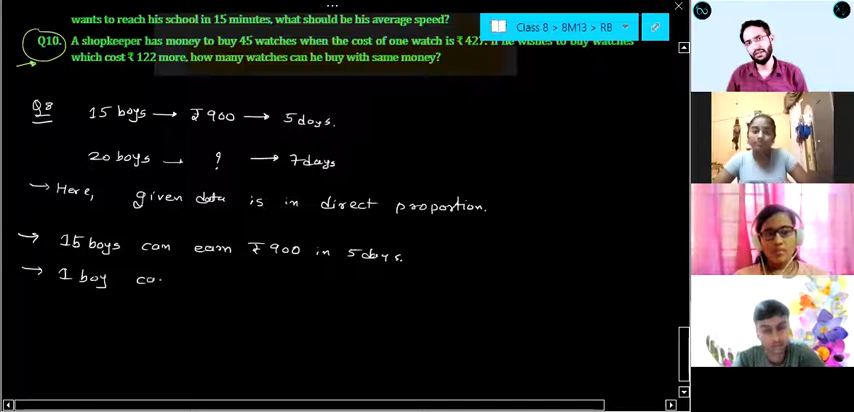 wants to reach his school in 15 minutes, what should be his average speed?
Class 8 > 8M13 > RB
Q10. A shopkeeper has money to buy 45 watches when the cost of one watch is ₹ 427. If he wishes to buy watches
which cost ₹ 122 more, how many watches can he buy with same money?
Q8 15 boys → ₹900 → 5 days.
20 boys → ? → 7 days
→ Here, given data is in direct proportion.
→ 15 boys can earn ₹900 in 5 days.
→ 1 boy ca